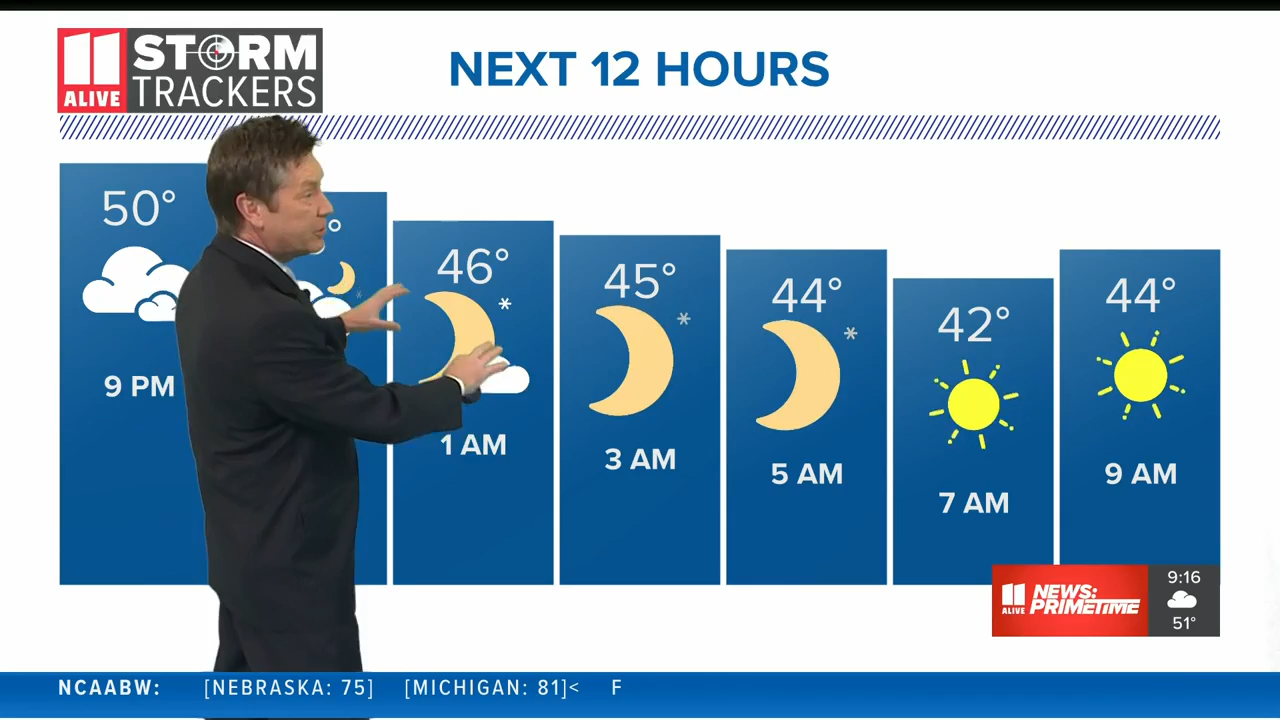 11 ALIVE
STORM
TRACKERS
NEXT 12 HOURS
50°
9 PM
°
46°
1 AM
45°
3 AM
44°
5 AM
42°
7 AM
44°
9 AM
11 ALIVE
NEWS:
PRIMETIME
9:16
51°
NCAABW: [NEBRASKA: 75] [MICHIGAN: 81]< F